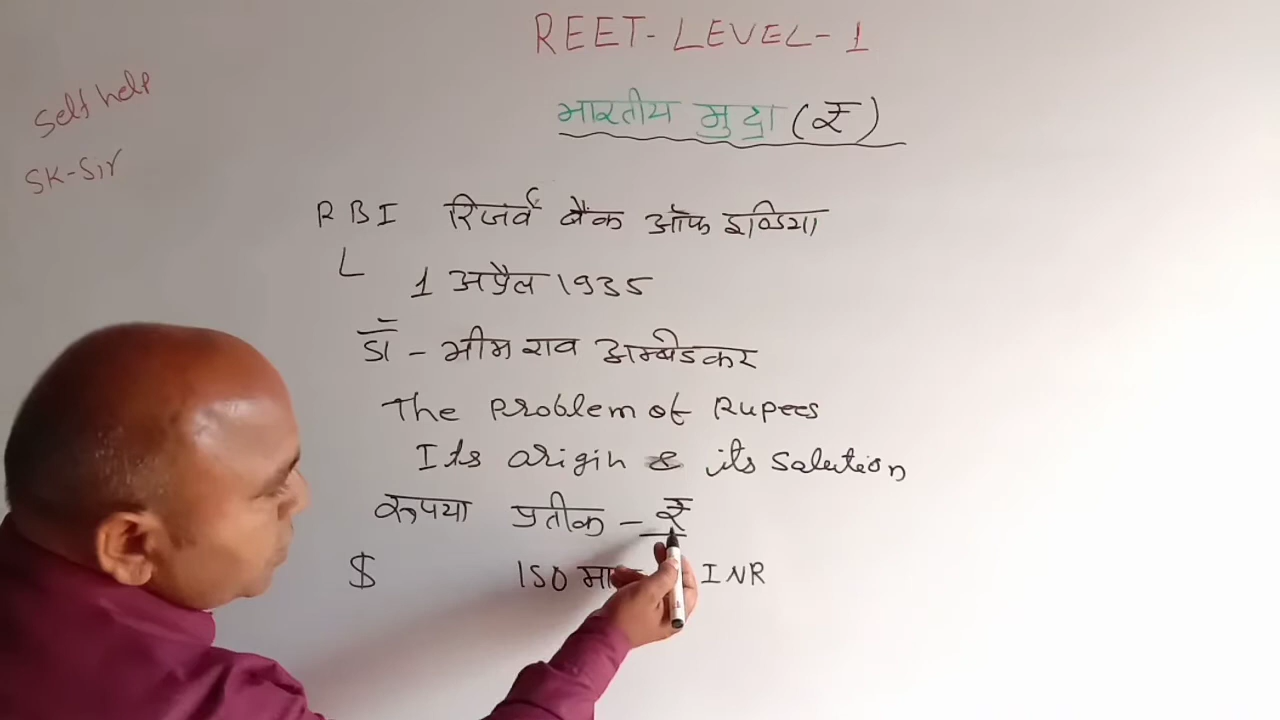 REET-LEVEL-1
Self help
SK-Sir
भारतीय मुद्रा (₹)
RBI रिजर्व बैंक ऑफ इण्डिया
1 अप्रैल 1935
डॉ - भीम राव अम्बेडकर
The Problem of Rupees
Its origin & its Solution
रूपया प्रतीक - ₹
$ ISO INR